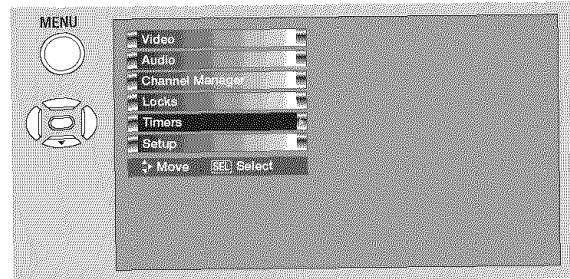 MENU
Video
Audio
Channel Manager
Locks
Timers
Setup
Move SEL Select